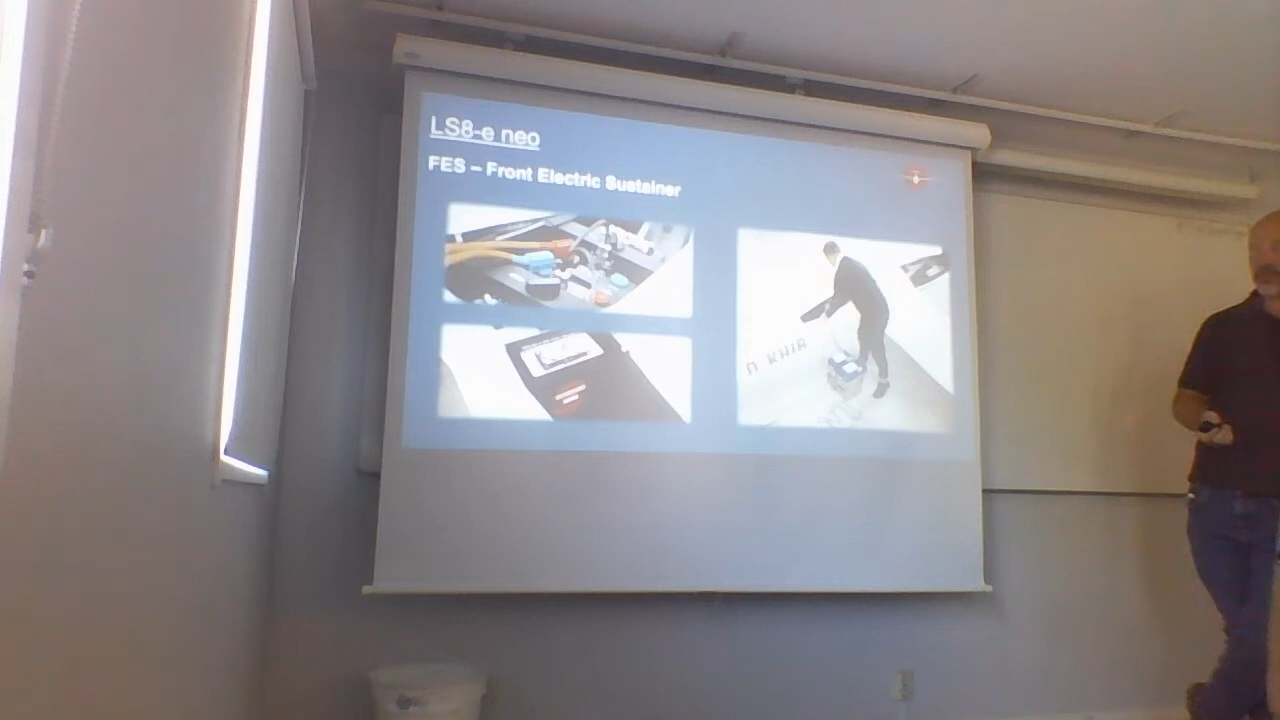 LS8-e neo
FES – Front Electric Sustainer